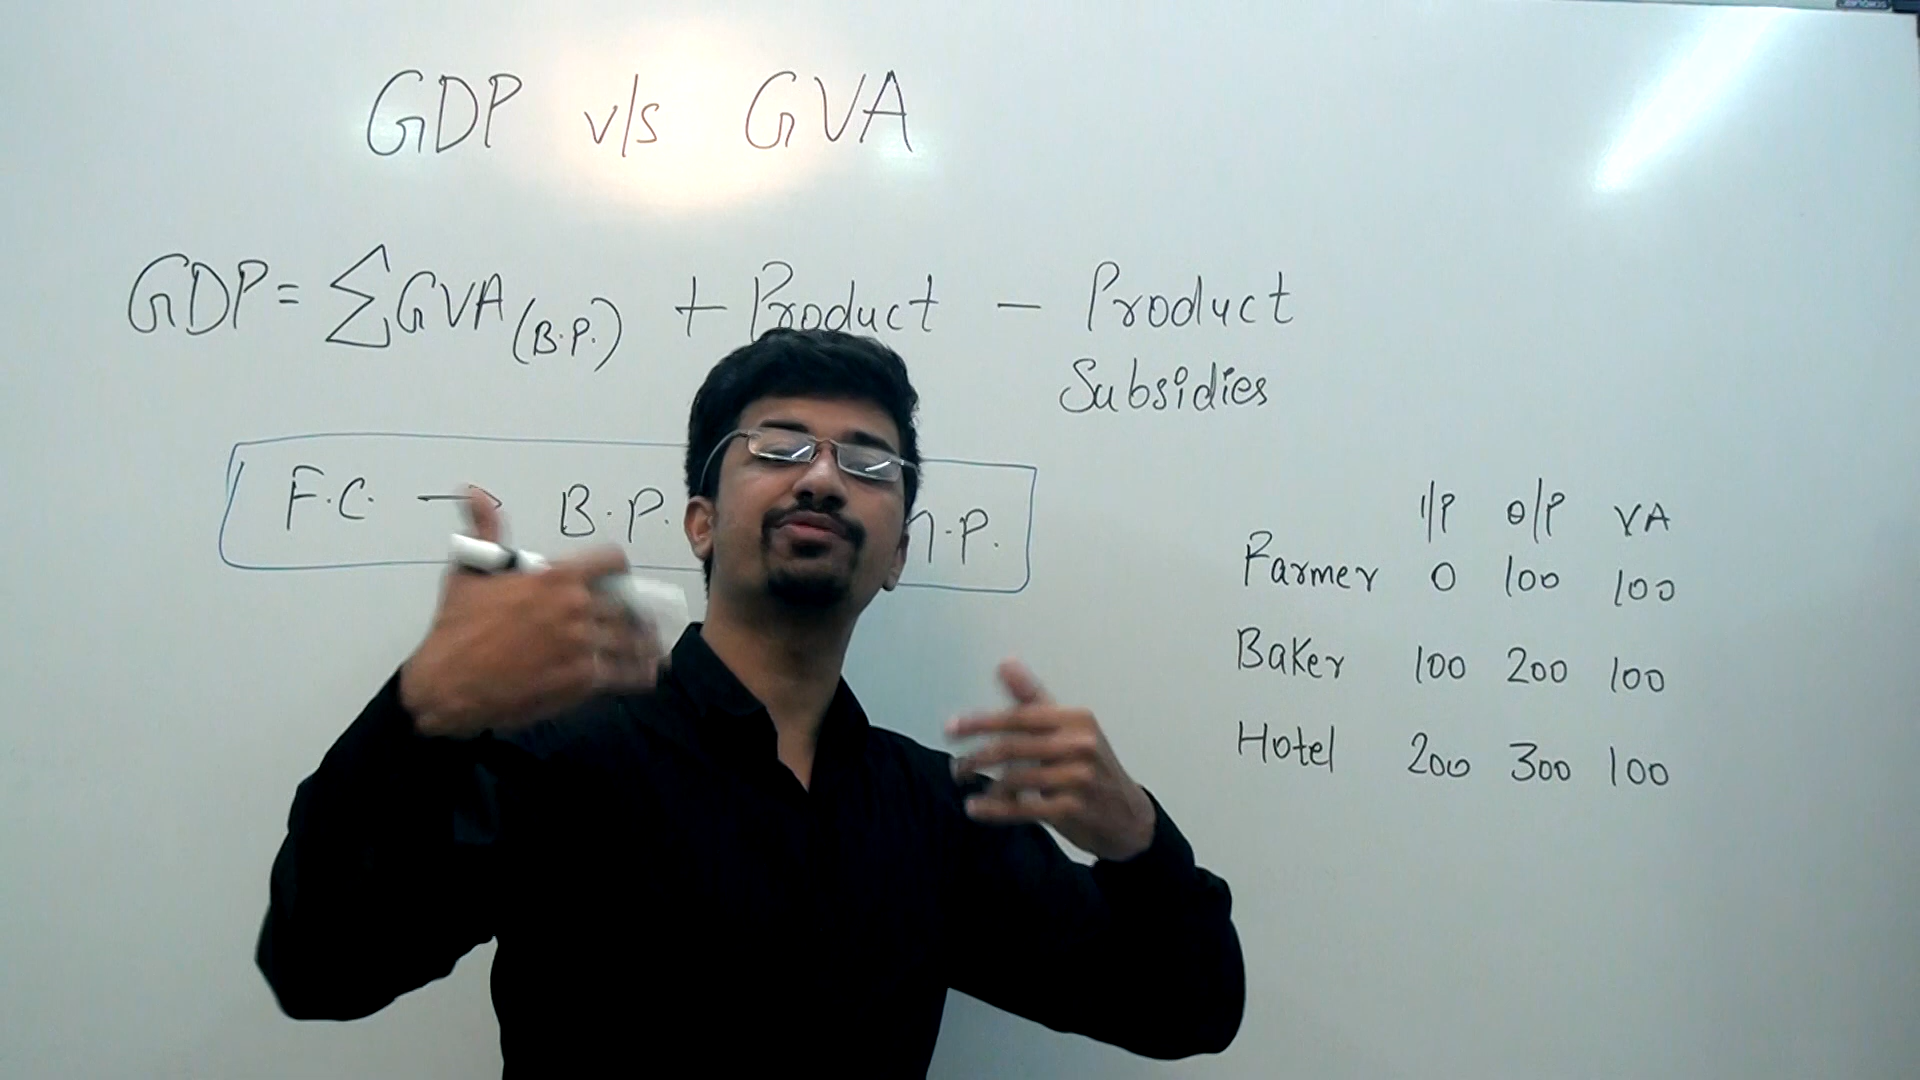 GDP v/s GVA
GDP = ΣGVA (B.P.) + Product - Product
Subsidies
F.C. → B.P. M.P.
I/P O/P VA
Farmer 0 100 100
Baker 100 200 100
Hotel 200 300 100